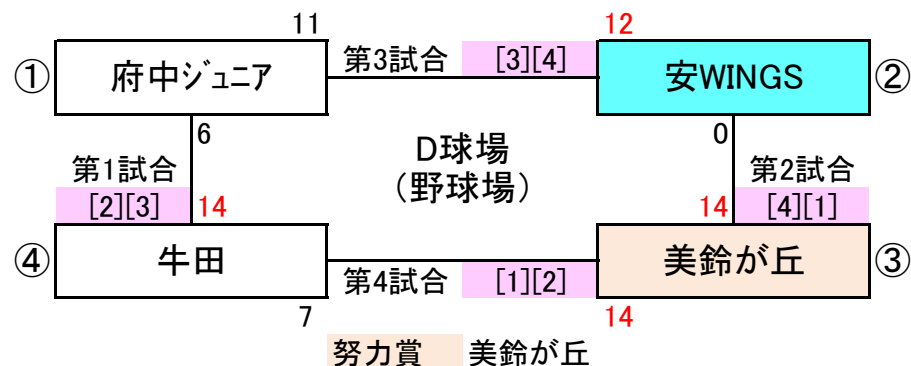 11 12
① 府中ジュニア 第3試合 [3][4] 安WINGS ②
6 D球場 0
第1試合 (野球場) 第2試合
[2][3] 14 14 [4][1]
④ 牛田 美鈴が丘 ③
第4試合 [1][2]
7 14
努力賞 美鈴が丘